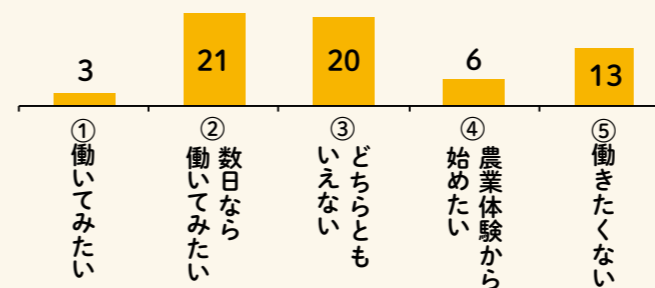 3
21
20
6
13
①働いてみたい
②数日なら
働いてみたい
③どちらとも
いえない
④農業体験から
始めたい
⑤働きたくない